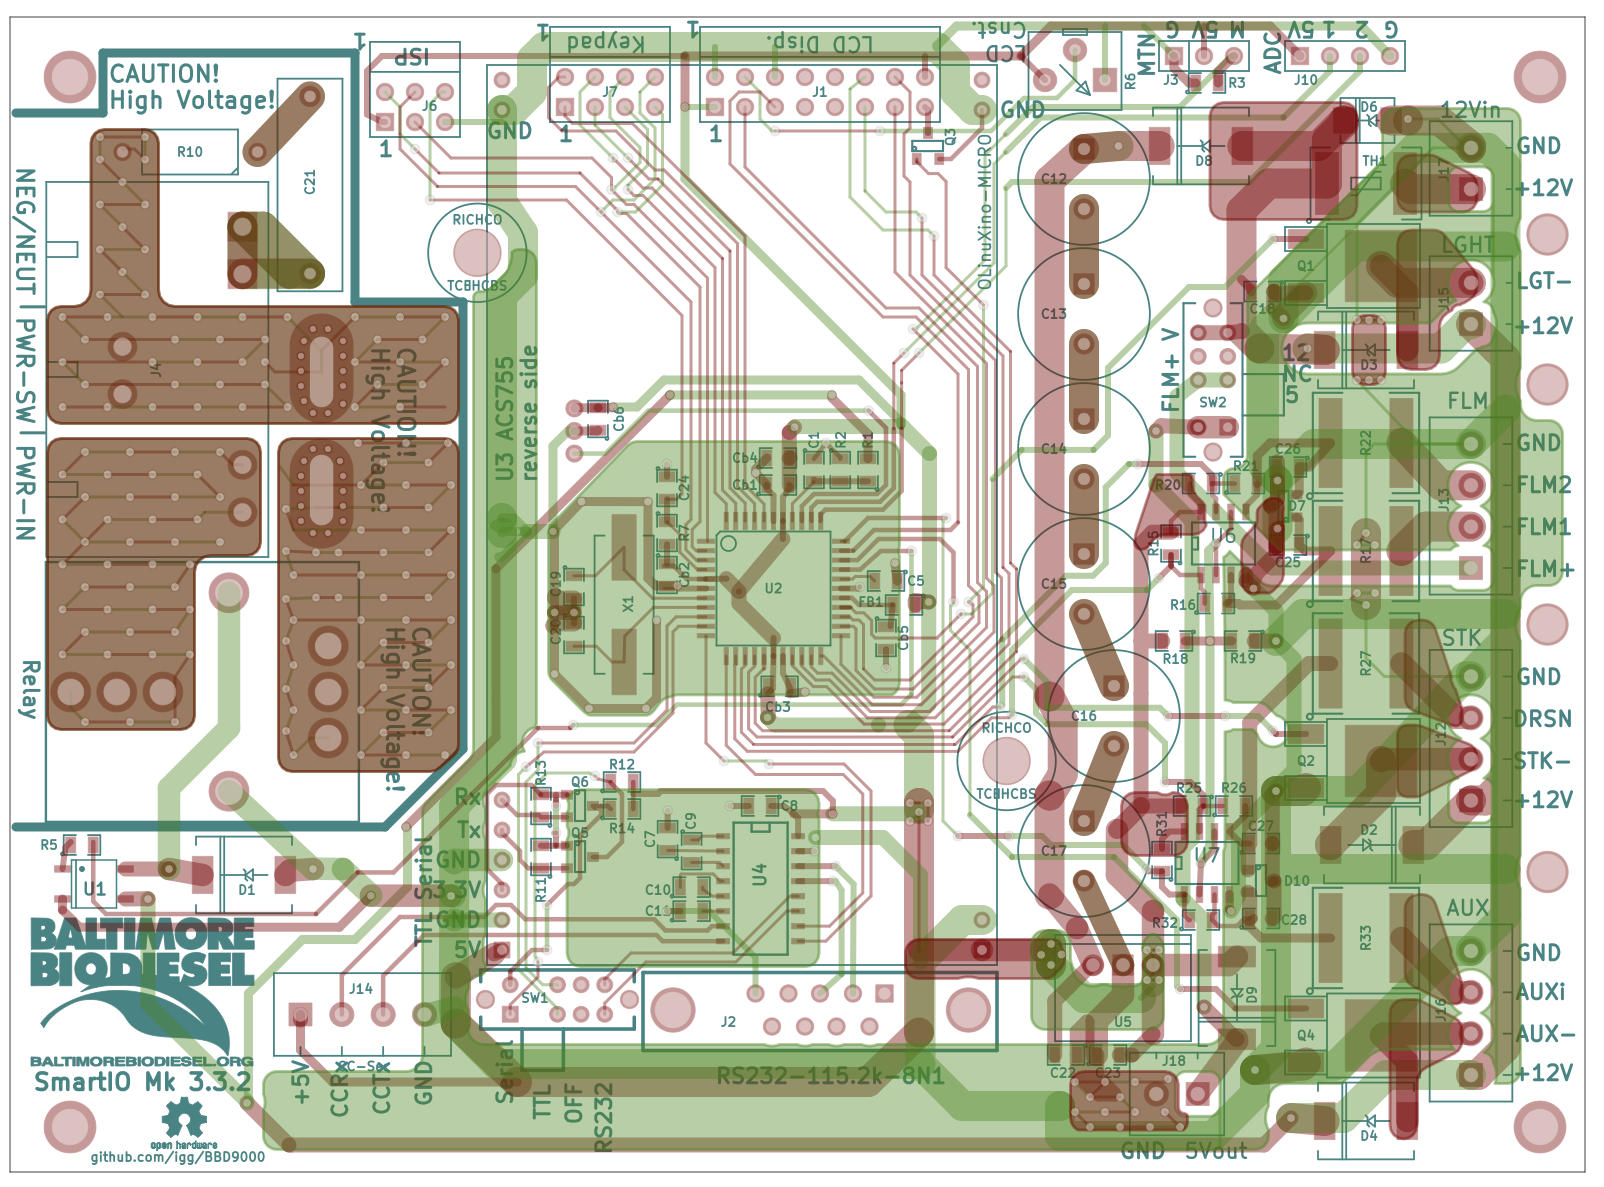 CAUTION!
High Voltage!
1
ISP
J6
1
1
Keypad
J7
1
GND
1
LCD Disp.
J1
1
Cnst.
LCD
GND
R6
MTN
G 5V M
J3
R3
ADC
G 2 1 5V
J10
Q3
OLinuXino-MICRO
R10
C21
RICHCO
TCBHCBS
C12
D8
D6
TH1
12Vin
J17
GND
+12V
NEG/NEUT | PWR-SW | PWR-IN
Relay
J4
CAUTION!
High Voltage!
CAUTION!
High Voltage!
U3 ACS755
reverse side
Cb6
C13
FLM+ V
SW2
12
NC
5
Q1
C18
D3
LGHT
J15
LGT-
+12V
Cb4
Cb1
C1
R2
R1
C24
R7
Cb2
C19
C20
X1
U2
C5
FB1
Cb5
Cb3
C14
C15
R20
R21
C26
D7
U6
R15
C25
R16
R18
R19
R22
R17
FLM
J13
GND
FLM2
FLM1
FLM+
R27
STK
J12
GND
DRSN
STK-
+12V
C16
RICHCO
TCBHCBS
Q2
D2
C17
R25
R26
R31
C27
U7
D10
R32
C28
R33
AUX
J16
GND
AUXi
AUX-
+12V
R13
Q6
R12
Q5
R14
R11
C7
C9
C8
C10
C11
U4
Rx
Tx
GND
3.3V
GND
5V
TTL Serial
R5
U1
D1
BALTIMORE
BIODIESEL
BALTIMOREBIODIESEL.ORG
SmartIO Mk 3.3.2
open hardware
github.com/igg/BBD9000
J14
+5V
CCRx
CCTx
GND
SW1
Serial
TTL
OFF
RS232
J2
RS232-115.2k-8N1
U5
D9
C22
C23
J18
GND
5Vout
Q4
D4